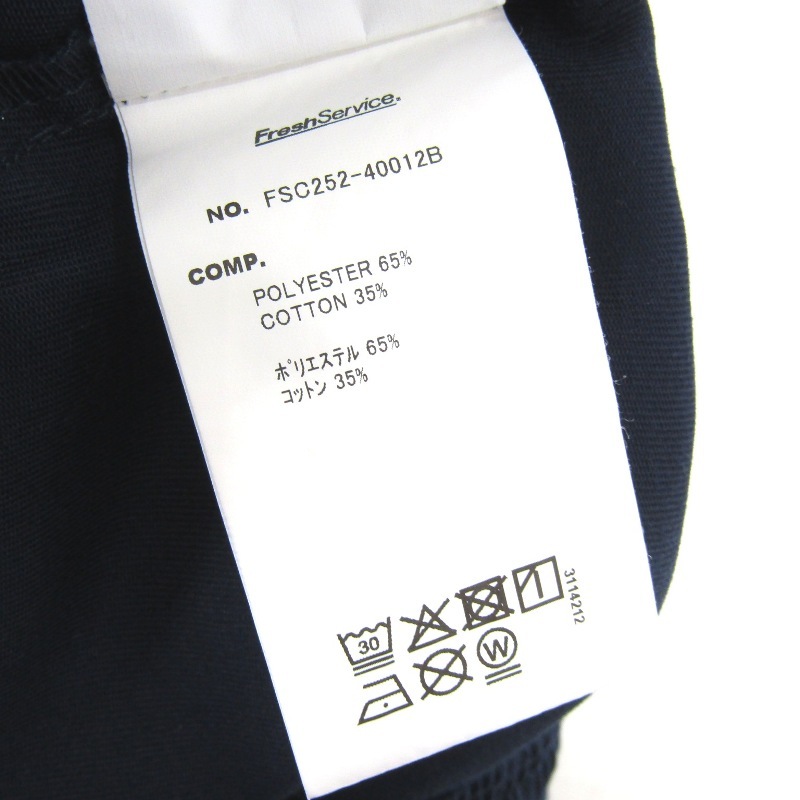 FreshService.
NO. FSC252-40012B
COMP.
POLYESTER 65%
COTTON 35%
ポリエステル 65%
コットン 35%
30
3114212
W